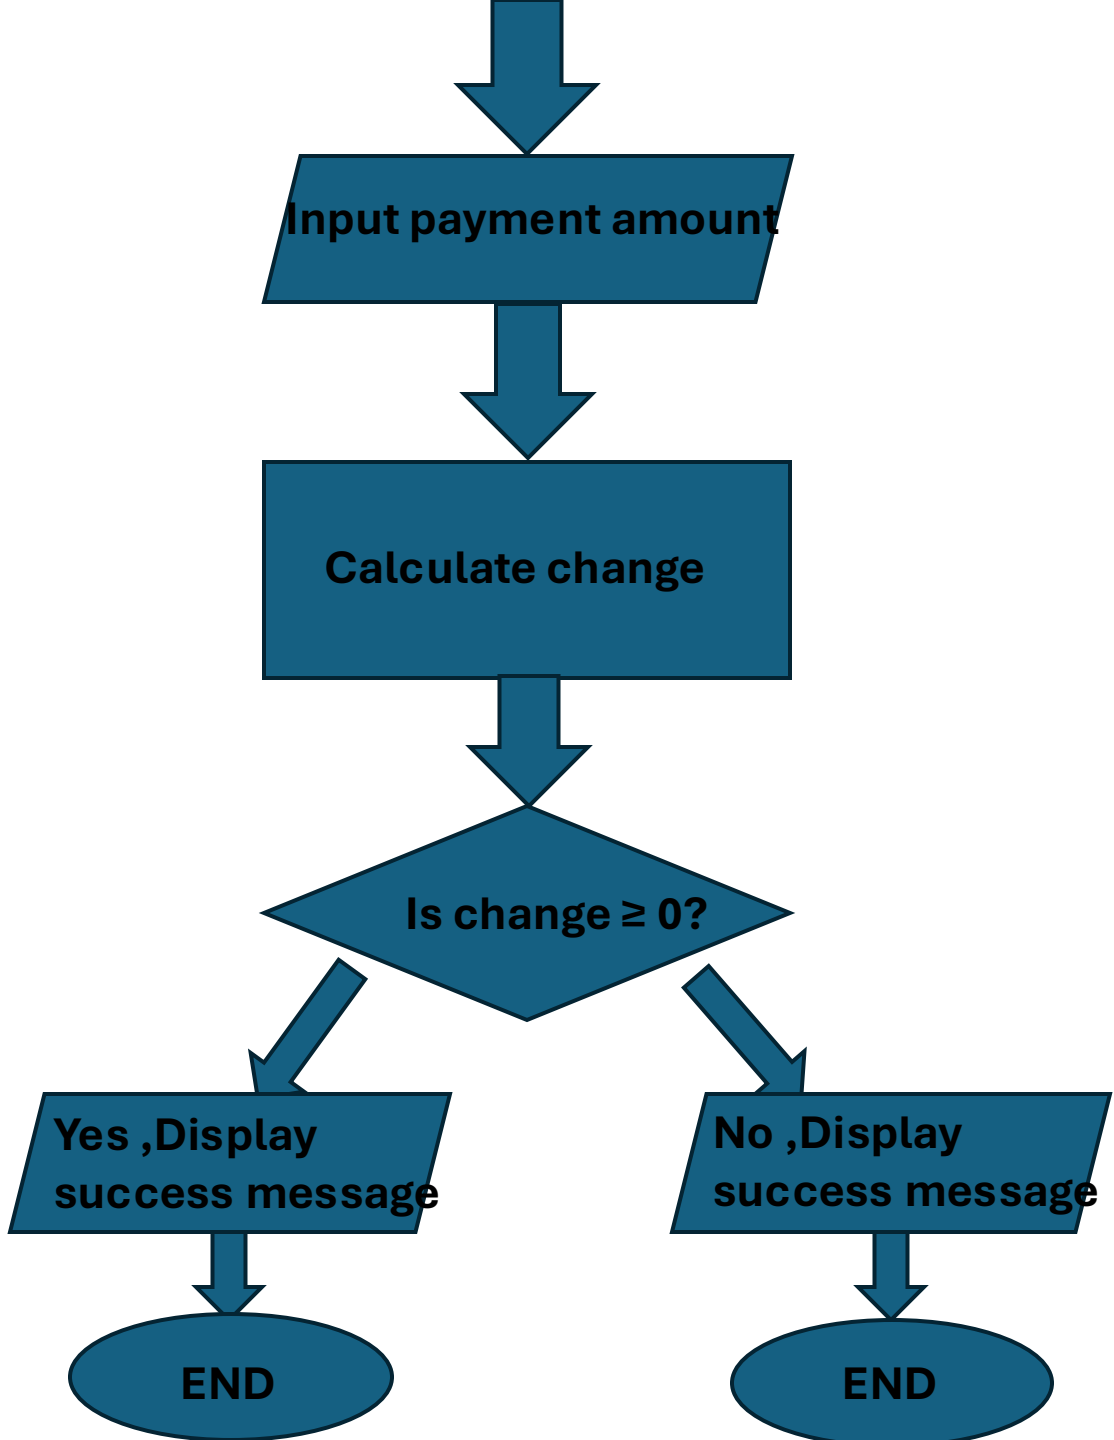 Input payment amount
Calculate change
Is change ≥ 0?
Yes ,Display
success message
No ,Display
success message
END
END